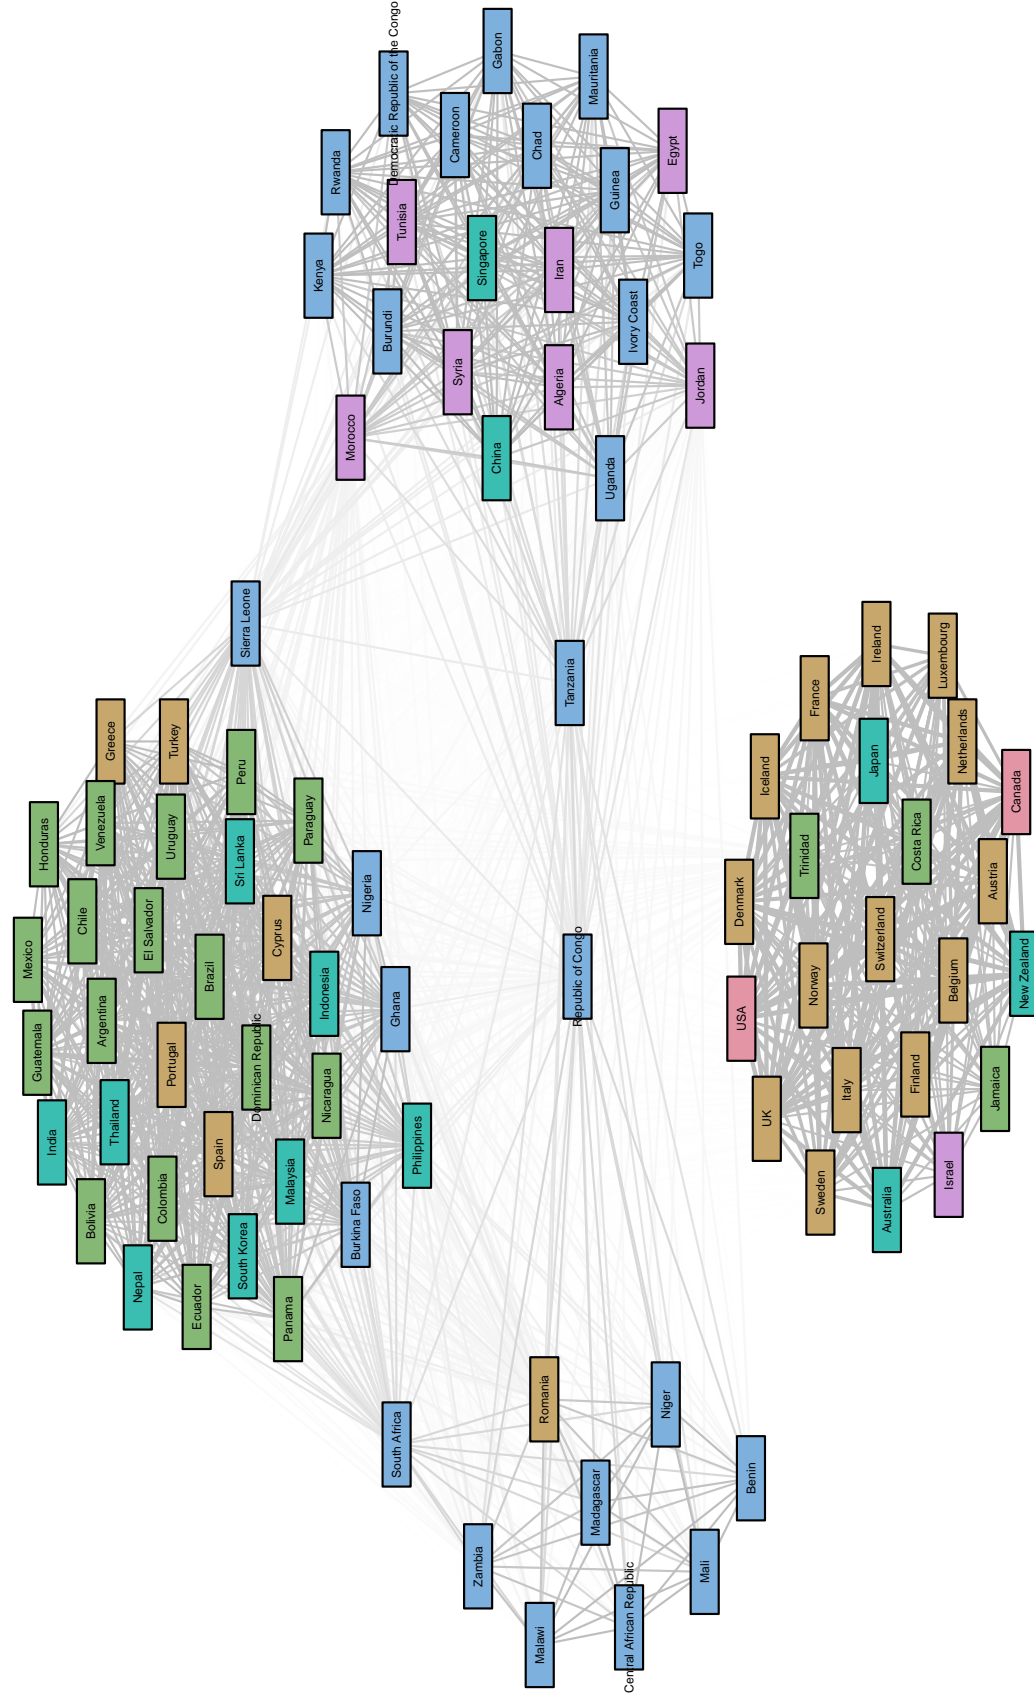 Democratic Republic of the Congo
Gabon
Mauritania
Cameroon
Chad
Egypt
Rwanda
Guinea
Tunisia
Singapore
Togo
Iran
Kenya
Ivory Coast
Burundi
Syria
Algeria
Jordan
Morocco
China
Uganda
Sierra Leone
Tanzania
Ireland
Luxembourg
France
Greece
Turkey
Netherlands
Peru
Iceland
Japan
Canada
Paraguay
Venezuela
Honduras
Uruguay
Trinidad
Costa Rica
Sri Lanka
Austria
Nigeria
Denmark
Chile
El Salvador
Cyprus
Switzerland
Mexico
Brazil
Republic of Congo
Belgium
New Zealand
Norway
Indonesia
Ghana
USA
Argentina
Guatemala
Portugal
Dominican Republic
Finland
Jamaica
Italy
Nicaragua
UK
Thailand
India
Philippines
Spain
Israel
Malaysia
Sweden
Colombia
Australia
Bolivia
Burkina Faso
South Korea
Nepal
Ecuador
Panama
Romania
Niger
South Africa
Benin
Madagascar
Zambia
Mali
Central African Republic
Malawi